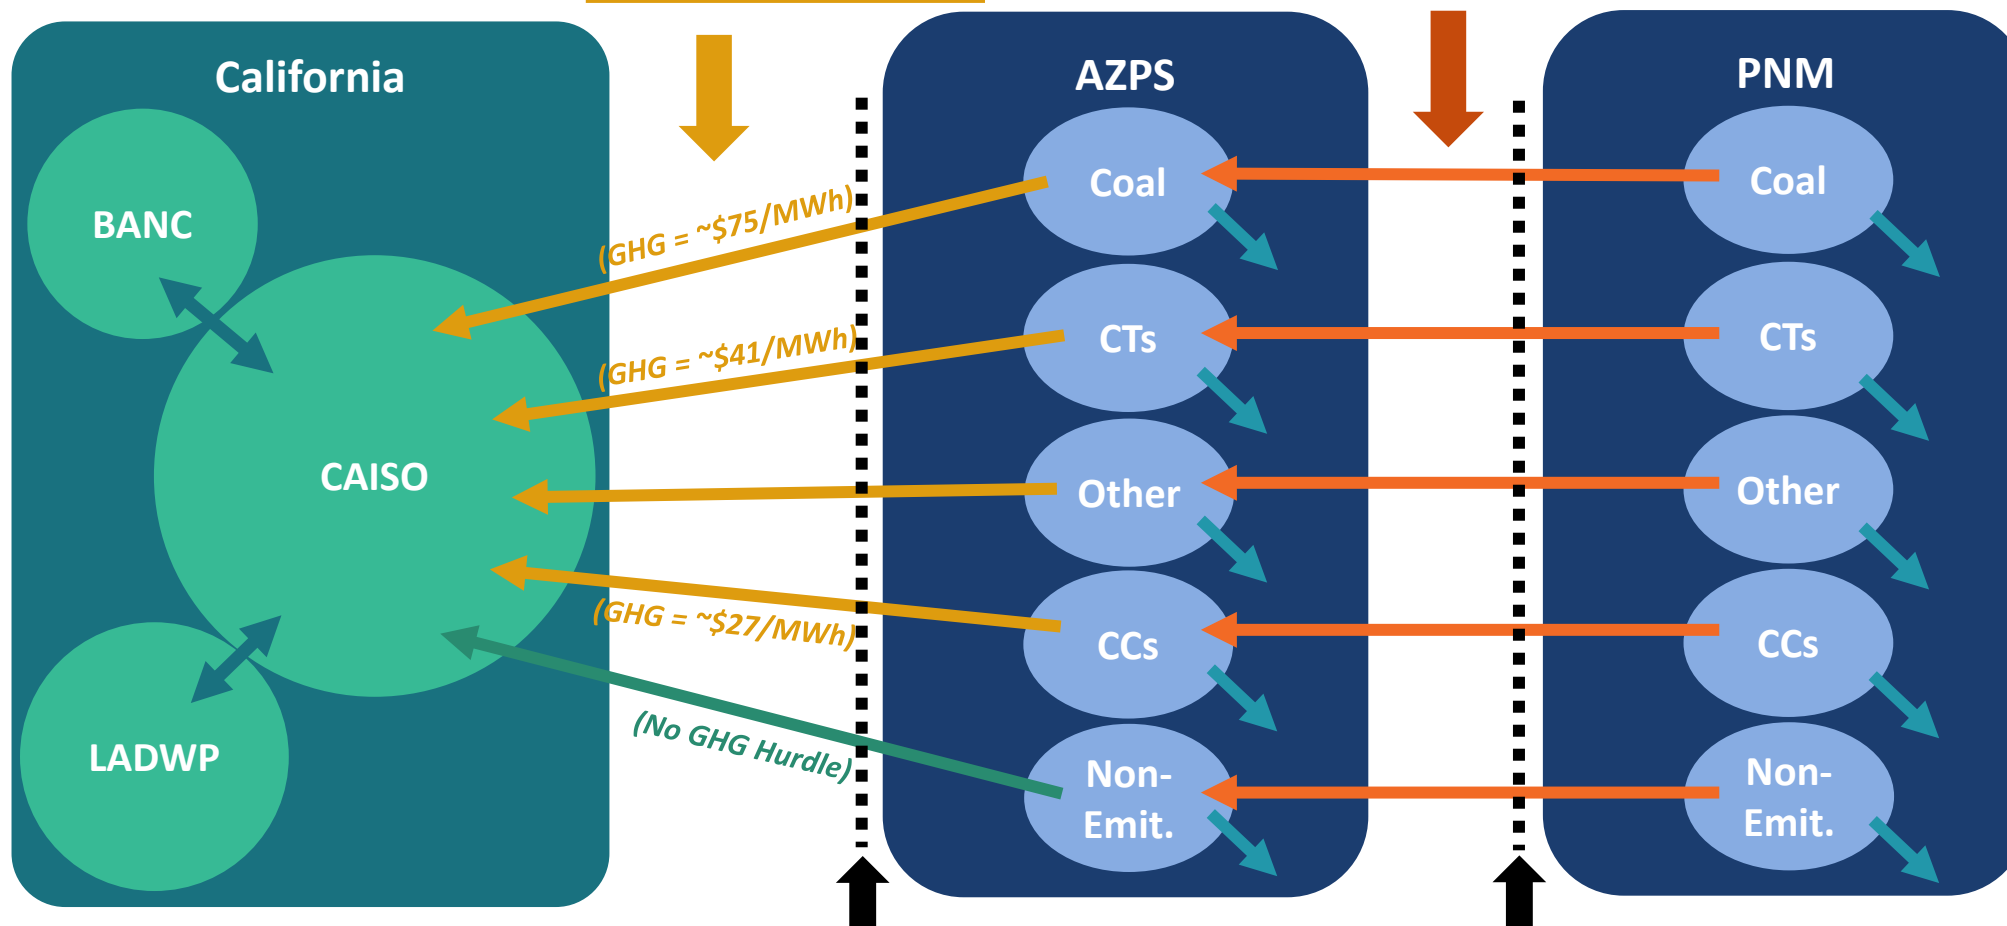 California
BANC
CAISO
LADWP
(GHG = ~$75/MWh)
(GHG = ~$41/MWh)
(GHG = ~$27/MWh)
(No GHG Hurdle)
AZPS
Coal
CTs
Other
CCs
Non-
Emit.
PNM
Coal
CTs
Other
CCs
Non-
Emit.